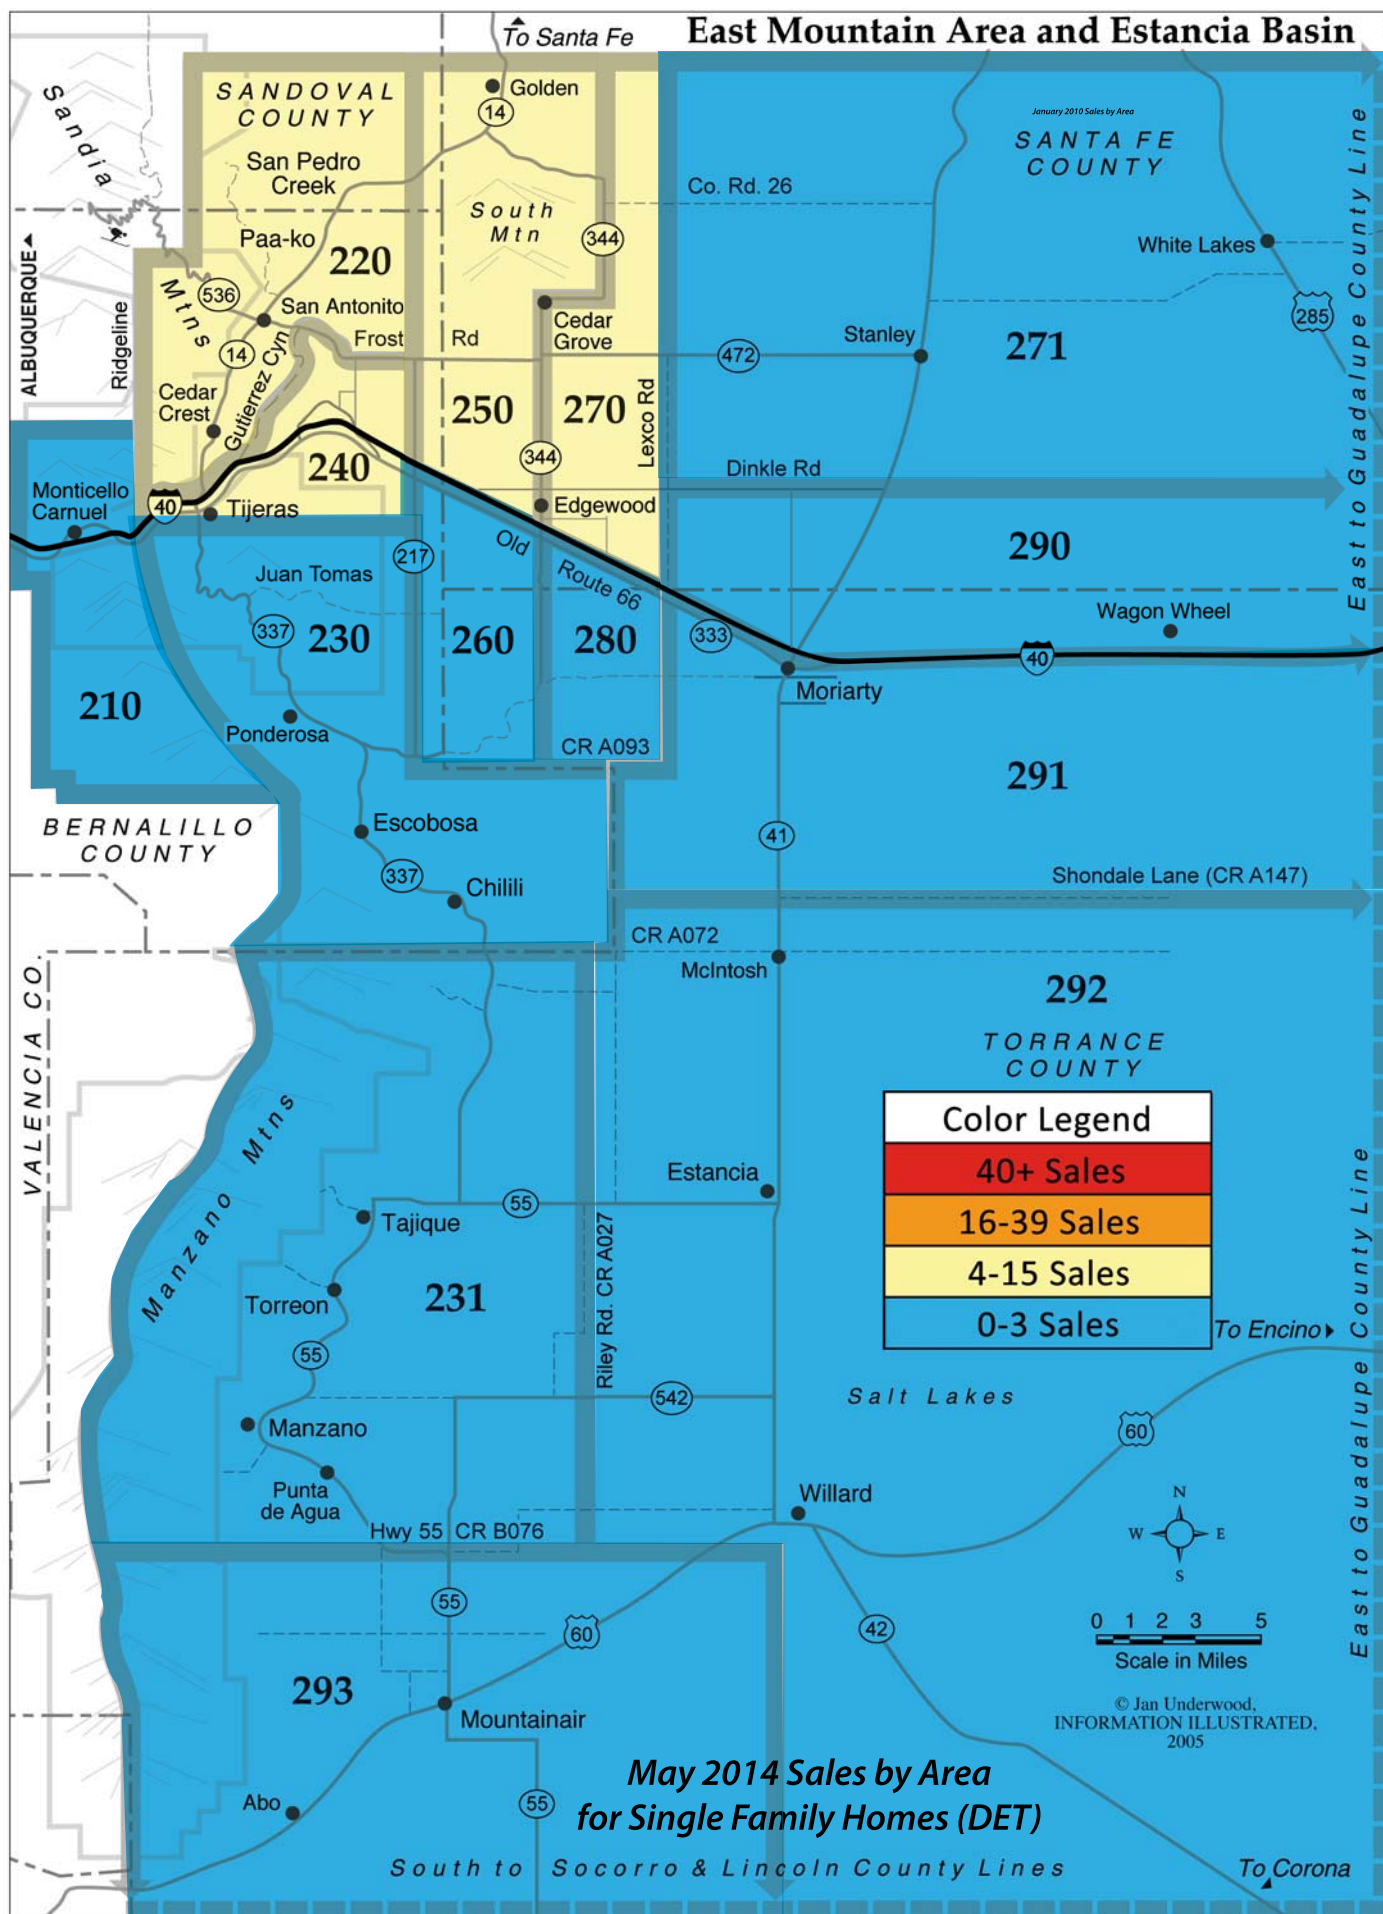 East Mountain Area and Estancia Basin
To Santa Fe
Sandia
Mtns
SANDOVAL
COUNTY
Golden
14
January 2010 Sales by Area
SANTA FE
COUNTY
San Pedro
Creek
Co. Rd. 26
South
Mtn
344
Paa-ko
220
White Lakes
ALBUQUERQUE
Ridgeline
536
San Antonito
285
East to Guadalupe County Line
14
Gutierrez Cyn
Frost
Rd
Cedar
Grove
472
Stanley
271
Cedar
Crest
250
270
Lexco Rd
240
344
Dinkle Rd
Monticello
Carnuel
40
Tijeras
Edgewood
Old
Route 66
290
217
Juan Tomas
337
230
260
280
333
Wagon Wheel
40
Moriarty
210
Ponderosa
CR A093
291
BERNALILLO
COUNTY
Escobosa
41
337
Chilili
Shondale Lane (CR A147)
CR A072
McIntosh
292
VALENCIA CO.
TORRANCE
COUNTY
Color Legend
40+ Sales
16-39 Sales
4-15 Sales
0-3 Sales
Manzano Mtns
Estancia
55
Tajique
Riley Rd. CR A027
231
Torreon
55
To Encino
East to Guadalupe County Line
542
Salt Lakes
60
Manzano
Punta
de Agua
Willard
N
W E
S
Hwy 55 CR B076
55
60
42
0 1 2 3 5
Scale in Miles
293
Mountainair
© Jan Underwood,
INFORMATION ILLUSTRATED,
2005
May 2014 Sales by Area
for Single Family Homes (DET)
Abo
55
South to Socorro & Lincoln County Lines
To Corona